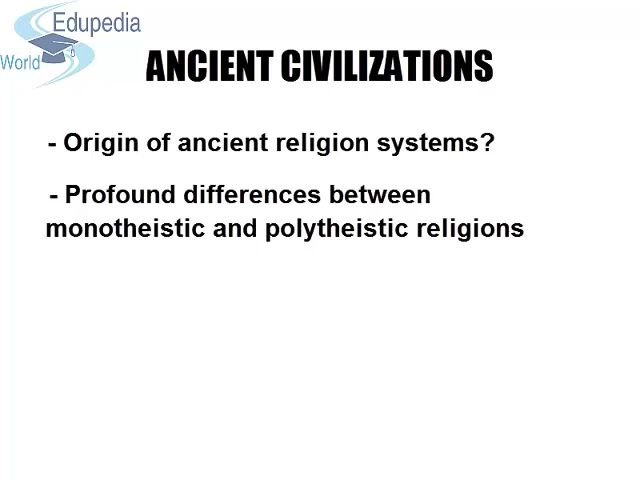 Edupedia
World
ANCIENT CIVILIZATIONS
- Origin of ancient religion systems?
- Profound differences between
monotheistic and polytheistic religions